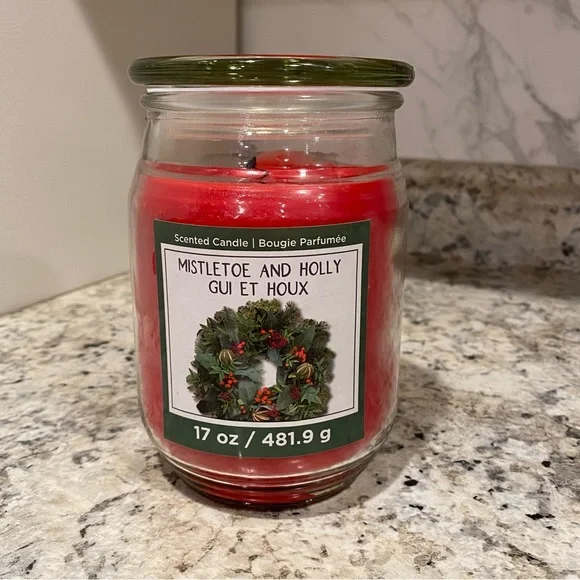 Scented Candle | Bougie Parfumée
MISTLETOE AND HOLLY
GUI ET HOUX
17 oz / 481.9 g